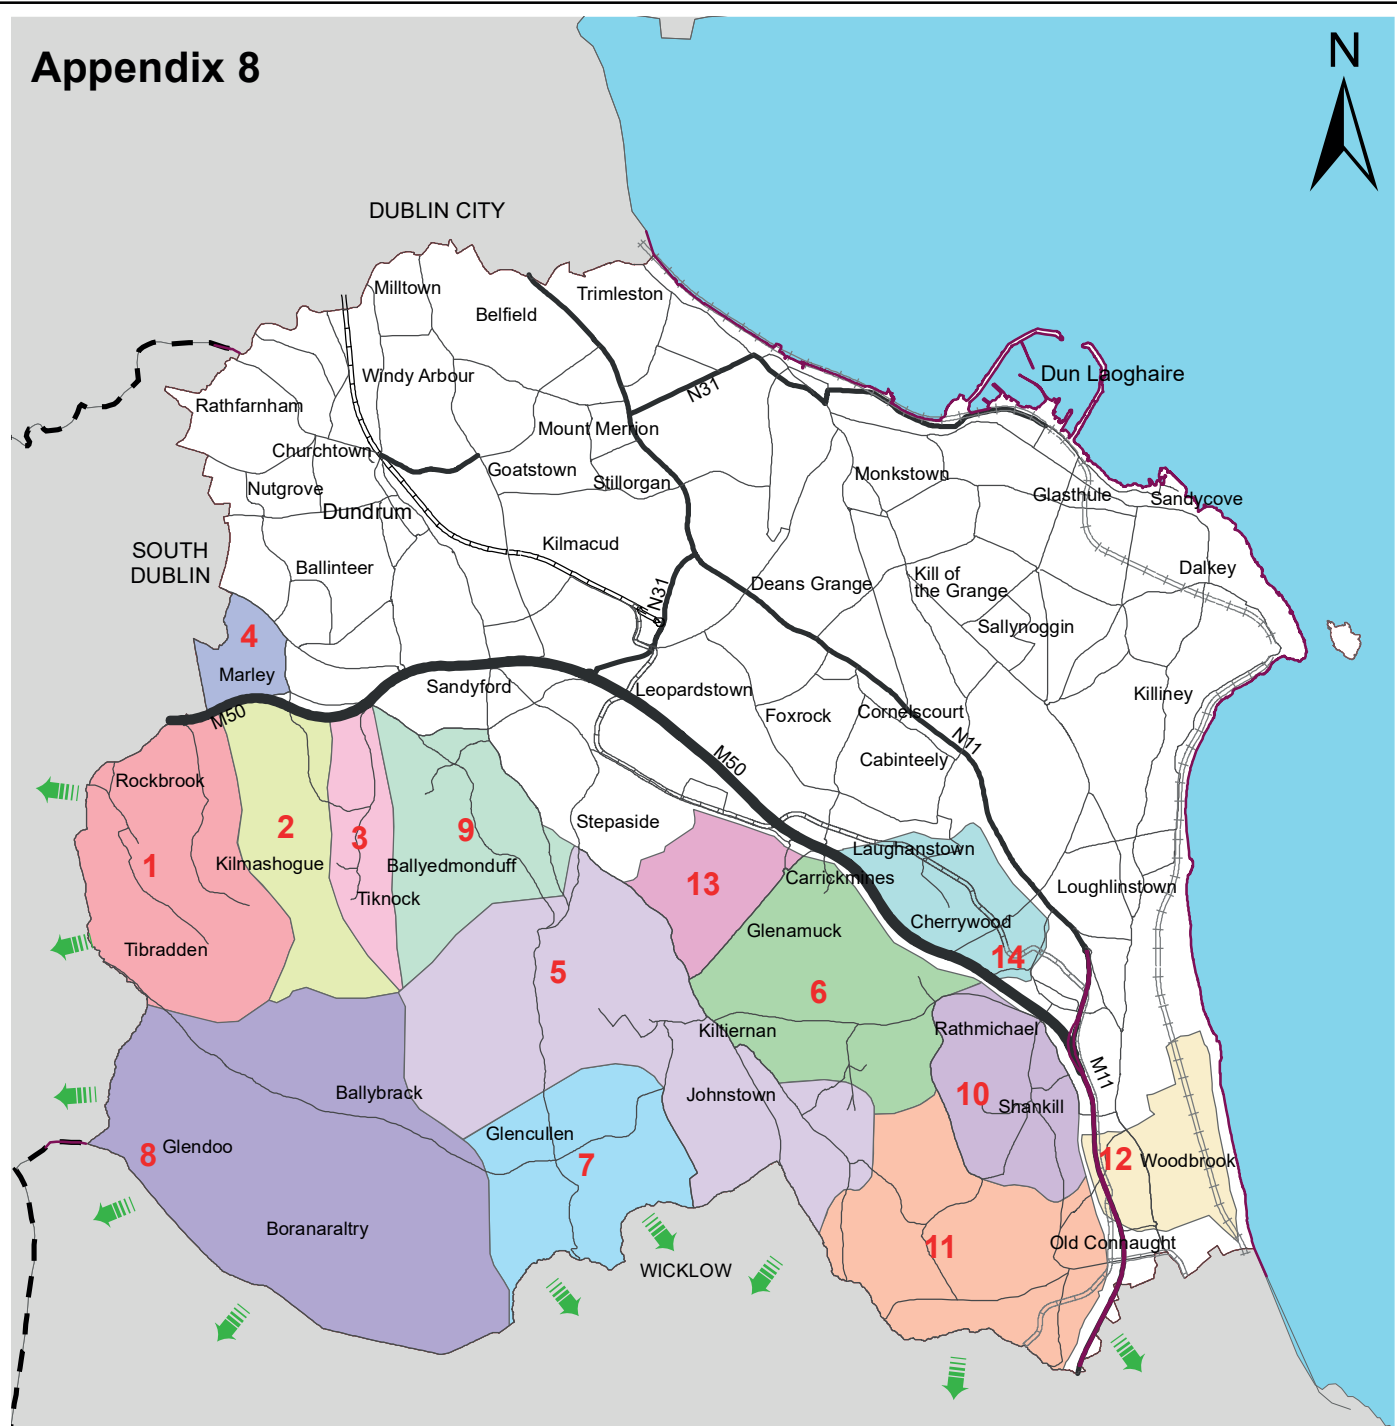 Appendix 8
N
DUBLIN CITY
Milltown
Trimleston
Belfield
Windy Arbour
Dun Laoghaire
N31
Rathfarnham
Mount Merrion
Churchtown
Goatstown
Monkstown
Stillorgan
Nutgrove
Glasthule
Sandycove
Dundrum
Kilmacud
SOUTH
DUBLIN
Ballinteer
Dalkey
Deans Grange
Kill of
the Grange
N31
Sallynoggin
4
Marley
Sandyford
Leopardstown
Killiney
Foxrock
Cornelscourt
M50
N11
M50
Cabinteely
Rockbrook
Stepaside
2
3
9
Laughanstown
1
Kilmashogue
Ballyedmonduff
13
Carrickmines
Loughlinstown
Tiknock
Cherrywood
Glenamuck
Tibradden
14
5
6
Kiltiernan
Rathmichael
M11
Ballybrack
Johnstown
10
Shankill
Glencullen
8
Glendoo
7
12
Woodbrook
Boranaraltry
11
Old Connaught
WICKLOW